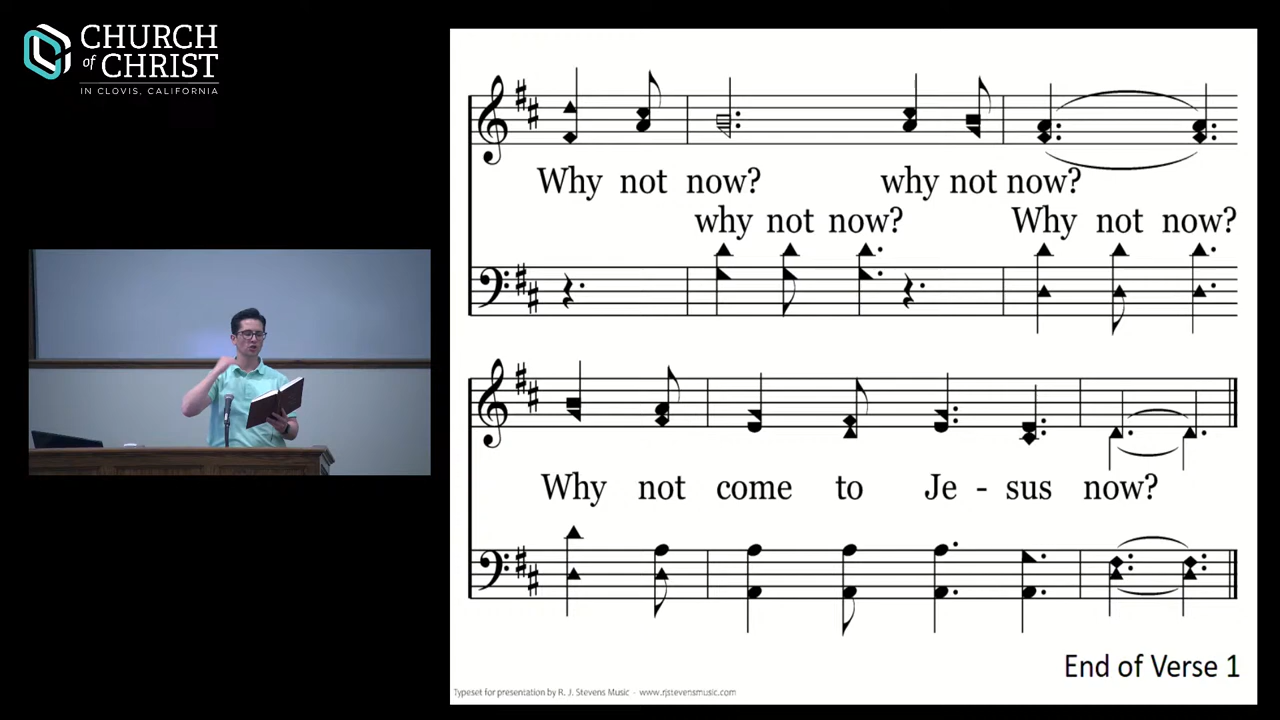 CHURCH
of CHRIST
IN CLOVIS, CALIFORNIA
Why not now? why not now?
why not now? Why not now?
Why not come to Je - sus now?
End of Verse 1
Typeset for presentation by R. J. Stevens Music - www.rjstevensmusic.com